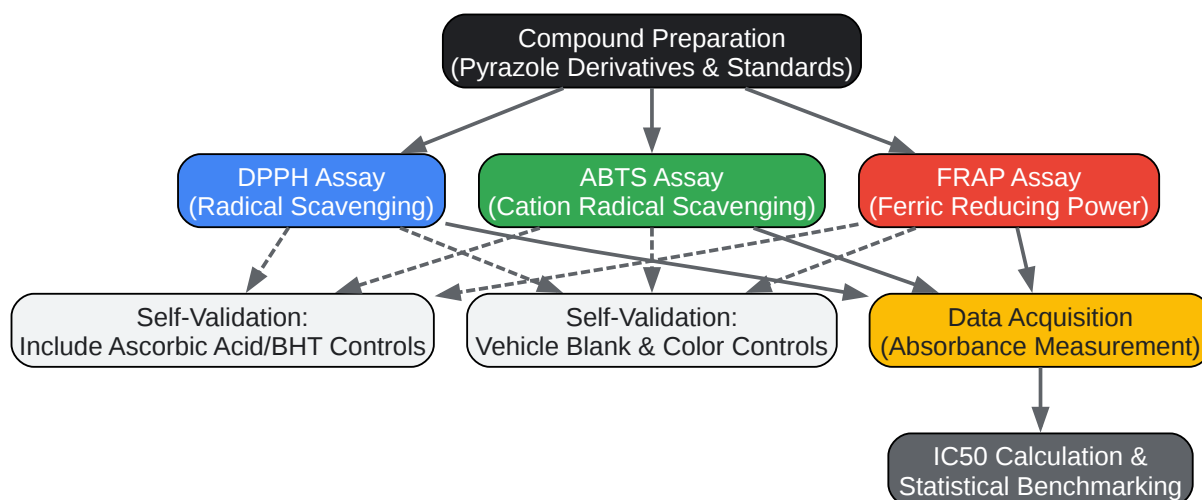 Compound Preparation
(Pyrazole Derivatives & Standards)
DPPH Assay
(Radical Scavenging)
ABTS Assay
(Cation Radical Scavenging)
FRAP Assay
(Ferric Reducing Power)
Self-Validation:
Include Ascorbic Acid/BHT Controls
Self-Validation:
Vehicle Blank & Color Controls
Data Acquisition
(Absorbance Measurement)
IC50 Calculation &
Statistical Benchmarking